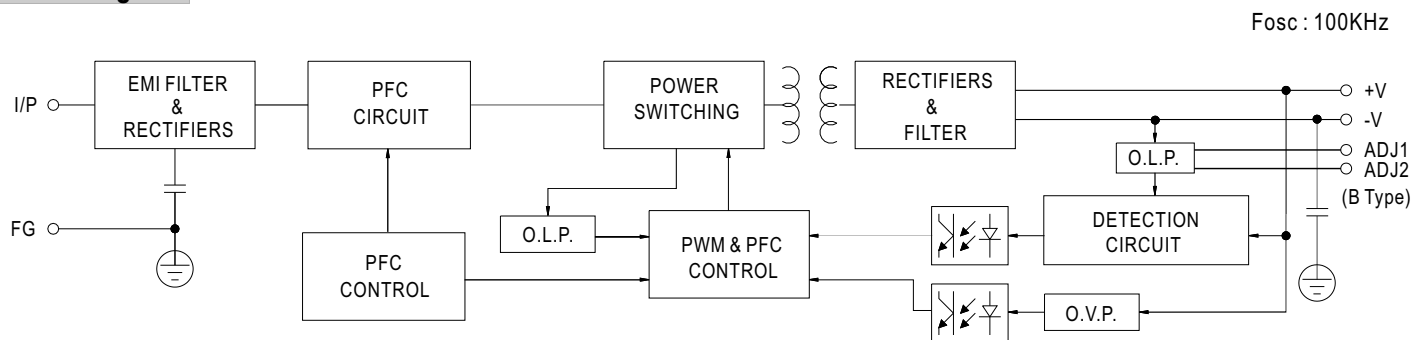 Fosc : 100KHz
I/P
EMI FILTER
&
RECTIFIERS
PFC
CIRCUIT
POWER
SWITCHING
RECTIFIERS
&
FILTER
+V
-V
O.L.P.
ADJ1
ADJ2
(B Type)
FG
O.L.P.
PFC
CONTROL
PWM & PFC
CONTROL
DETECTION
CIRCUIT
O.V.P.